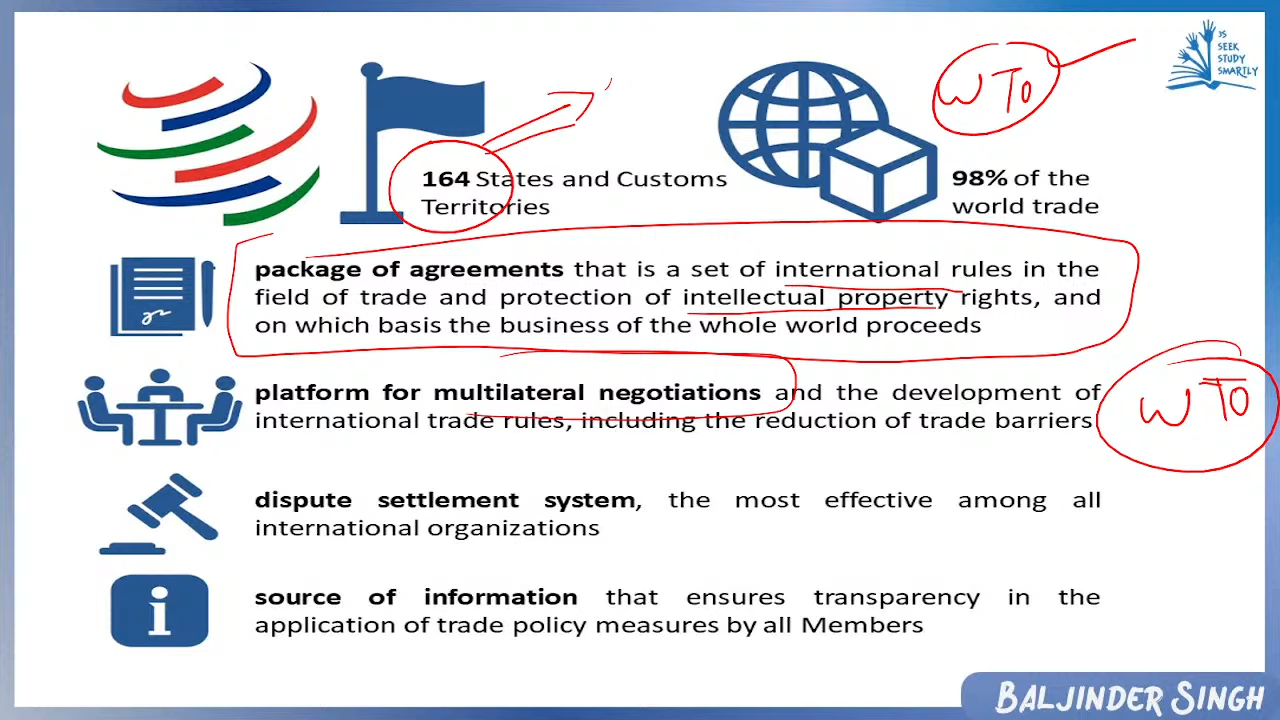 JS
SEEK
STUDY
SMARTLY
W TO
164 States and Customs
Territories
98% of the
world trade
package of agreements that is a set of international rules in the
field of trade and protection of intellectual property rights, and
on which basis the business of the whole world proceeds
platform for multilateral negotiations and the development of
international trade rules, including the reduction of trade barriers
W TO
dispute settlement system, the most effective among all
international organizations
source of information that ensures transparency in the
application of trade policy measures by all Members
BALJINDER SINGH